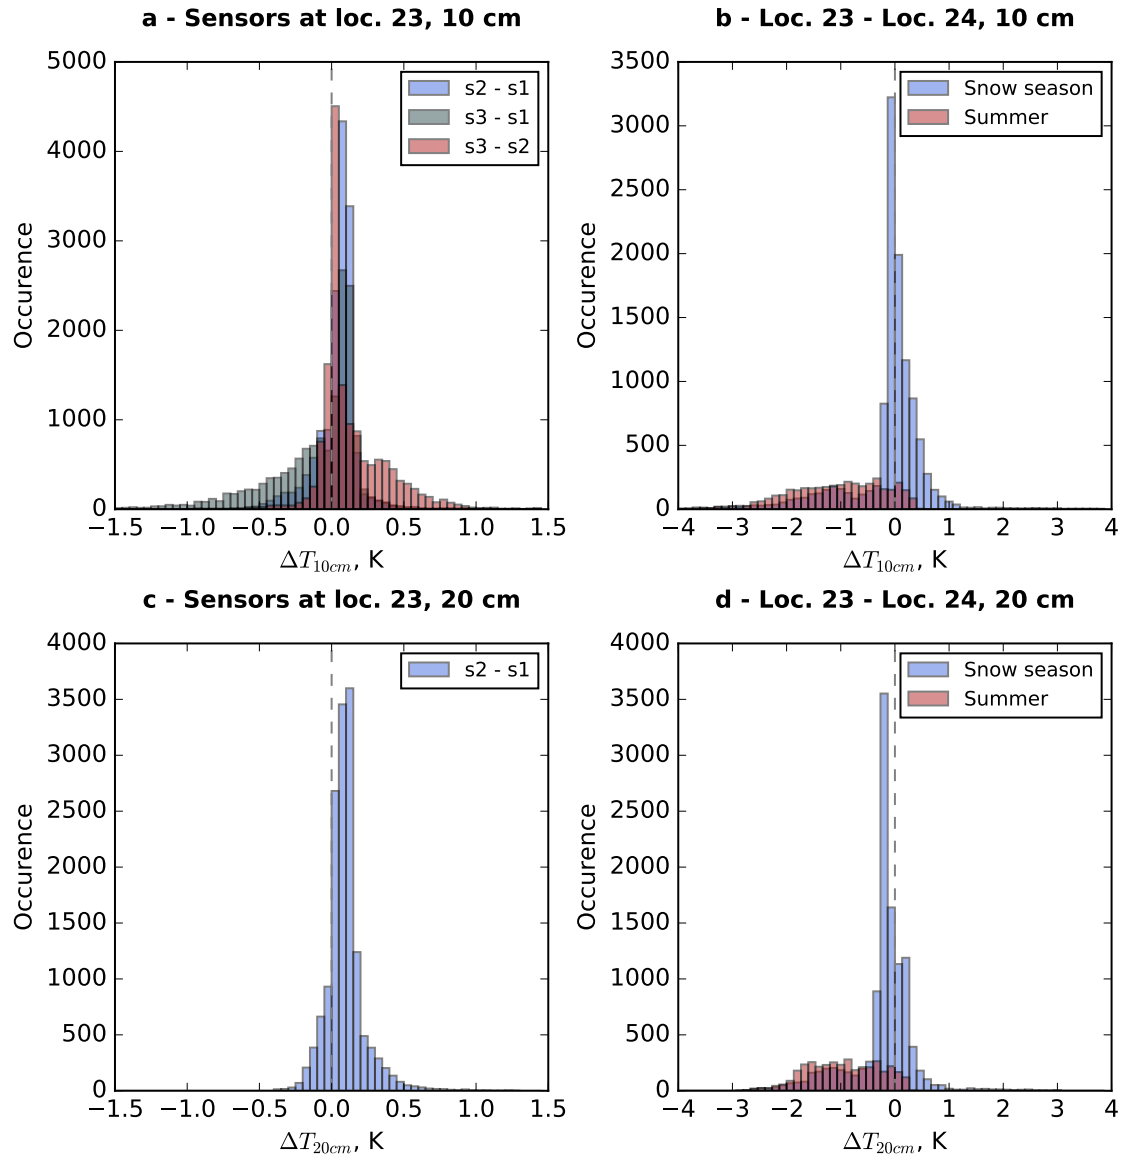 a - Sensors at loc. 23, 10 cm
5000
4000
3000
2000
1000
0
Occurence
s2 - s1
s3 - s1
s3 - s2
−1.5 −1.0 −0.5 0.0 0.5 1.0 1.5
ΔT10cm, K
b - Loc. 23 - Loc. 24, 10 cm
3500
3000
2500
2000
1500
1000
500
0
Occurence
Snow season
Summer
−4 −3 −2 −1 0 1 2 3 4
ΔT10cm, K
c - Sensors at loc. 23, 20 cm
4000
3500
3000
2500
2000
1500
1000
500
0
Occurence
s2 - s1
−1.5 −1.0 −0.5 0.0 0.5 1.0 1.5
ΔT20cm, K
d - Loc. 23 - Loc. 24, 20 cm
4000
3500
3000
2500
2000
1500
1000
500
0
Occurence
Snow season
Summer
−4 −3 −2 −1 0 1 2 3 4
ΔT20cm, K